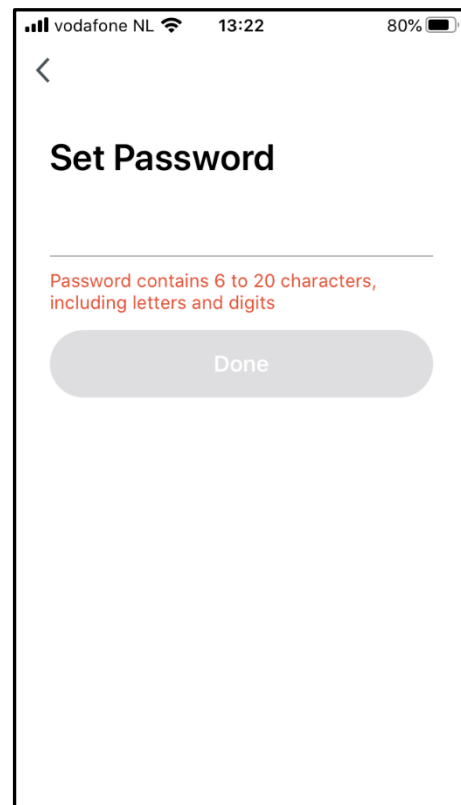 vodafone NL 13:22 80%
Set Password
Password contains 6 to 20 characters,
including letters and digits
Done